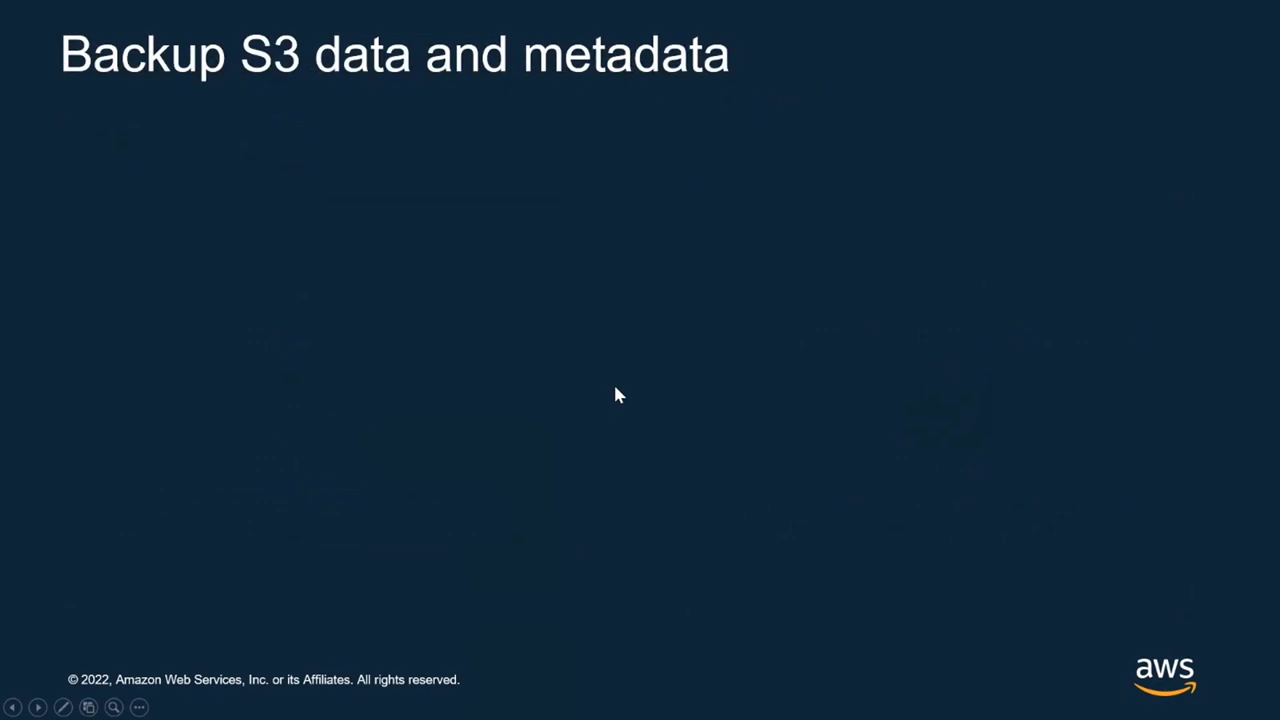 Backup S3 data and metadata
© 2022, Amazon Web Services, Inc. or its Affiliates. All rights reserved.
aws